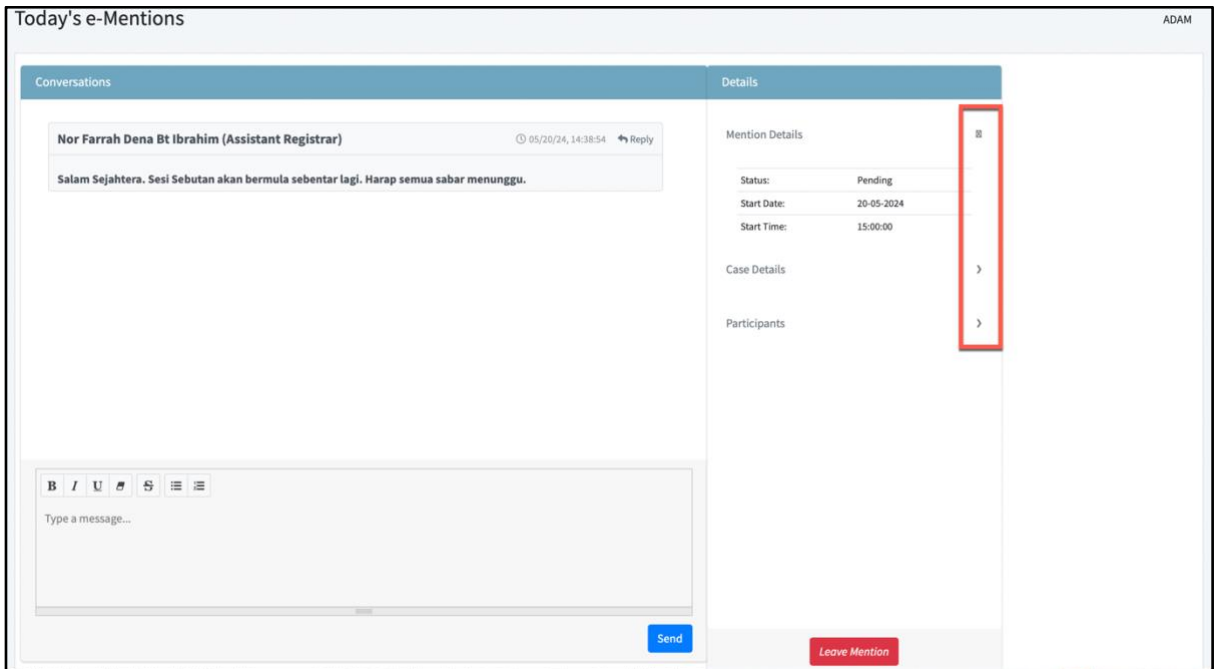 Today's e-Mentions
ADAM
Conversations
Nor Farrah Dena Bt Ibrahim (Assistant Registrar)
05/20/24, 14:38:54
Reply
Salam Sejahtera. Sesi Sebutan akan bermula sebentar lagi. Harap semua sabar menunggu.
B I U S
Type a message...
Send
Details
Mention Details
Status: Pending
Start Date: 20-05-2024
Start Time: 15:00:00
Case Details
Participants
Leave Mention